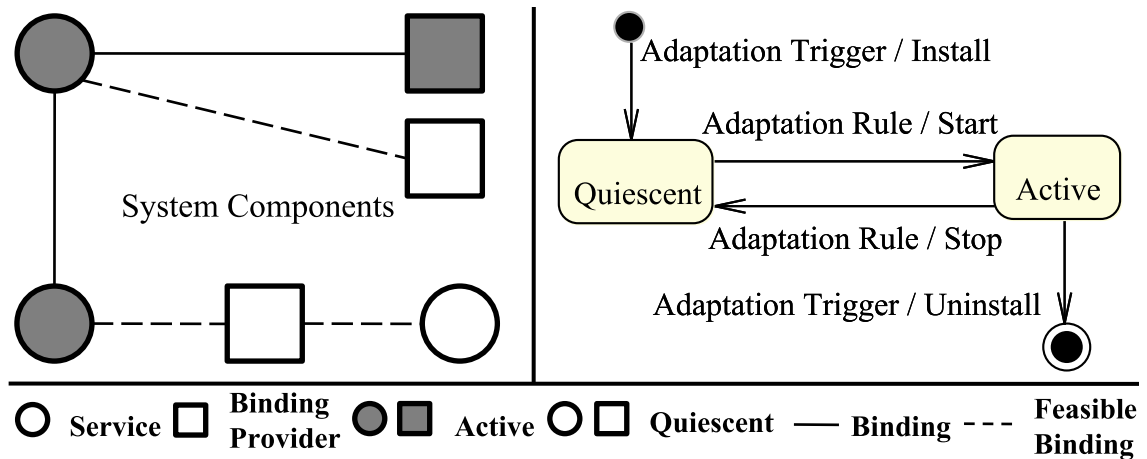 System Components
Adaptation Trigger / Install
Adaptation Rule / Start
Quiescent
Active
Adaptation Rule / Stop
Adaptation Trigger / Uninstall
Service
Binding
Provider
Active
Quiescent
Binding
Feasible
Binding